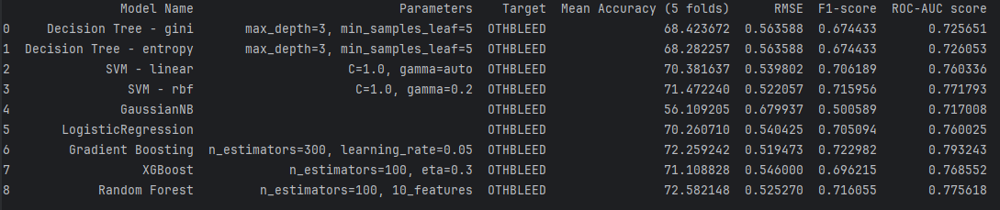 Model Name Parameters Target Mean Accuracy (5 folds) RMSE F1-score ROC-AUC score
0 Decision Tree - gini max_depth=3, min_samples_leaf=5 OTHBLEED 68.423672 0.563588 0.674433 0.725651
1 Decision Tree - entropy max_depth=3, min_samples_leaf=5 OTHBLEED 68.282257 0.563588 0.674433 0.726053
2 SVM - linear C=1.0, gamma=auto OTHBLEED 70.381637 0.539802 0.706189 0.760336
3 SVM - rbf C=1.0, gamma=0.2 OTHBLEED 71.472240 0.522057 0.715956 0.771793
4 GaussianNB OTHBLEED 56.109205 0.679937 0.500589 0.717008
5 LogisticRegression OTHBLEED 70.260710 0.540425 0.705094 0.760025
6 Gradient Boosting n_estimators=300, learning_rate=0.05 OTHBLEED 72.259242 0.519473 0.722982 0.793243
7 XGBoost n_estimators=100, eta=0.3 OTHBLEED 71.108828 0.546000 0.696215 0.768552
8 Random Forest n_estimators=100, 10_features OTHBLEED 72.582148 0.525270 0.716055 0.775618